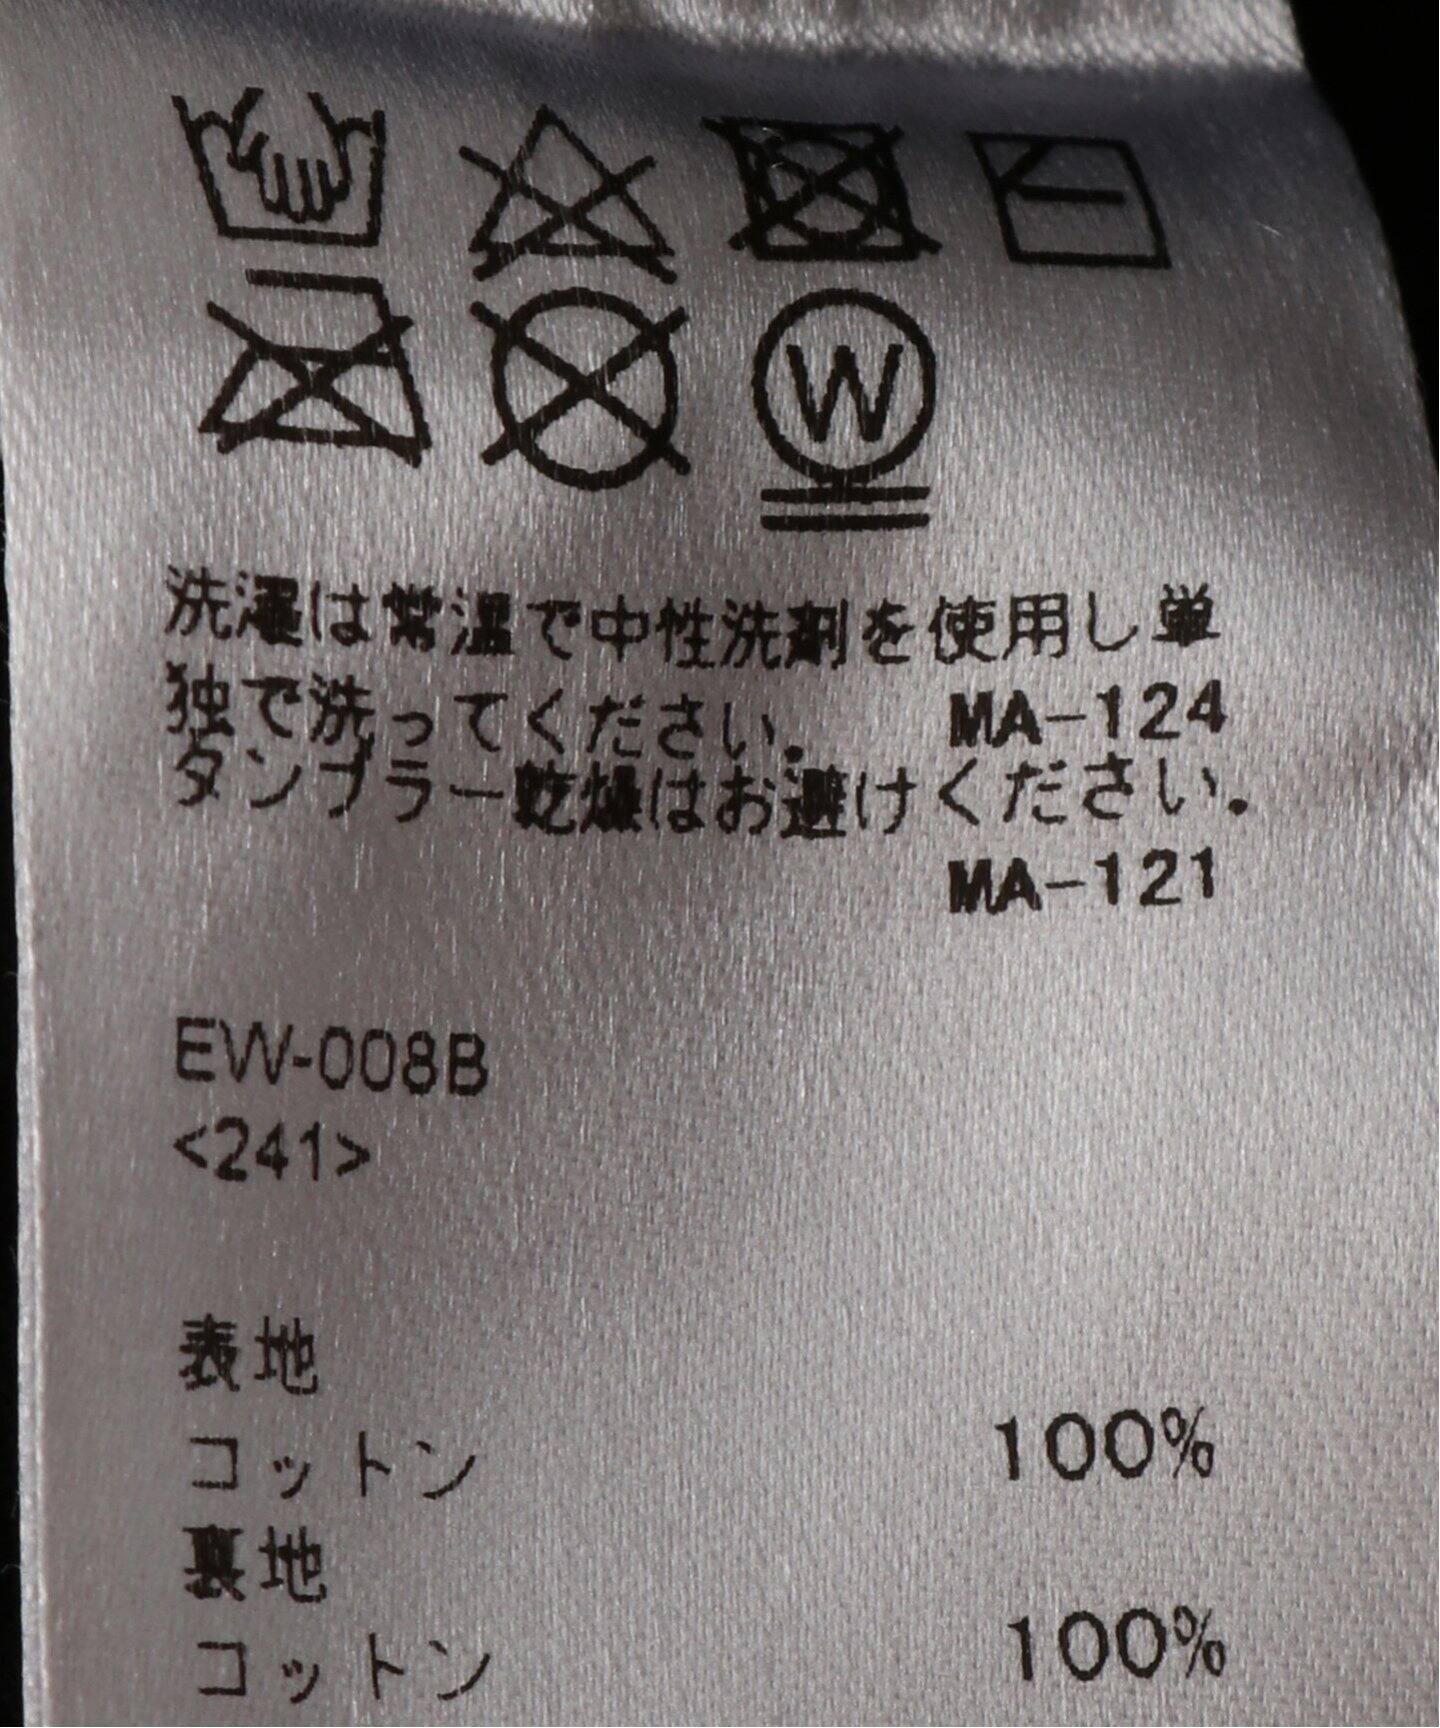 W
洗濯は常温で中性洗剤を使用し単
独で洗ってください。 MA-124
タンブラー乾燥はお避けください。
MA-121
EW-008B
<241>
表地
コットン 100%
裏地
コットン 100%